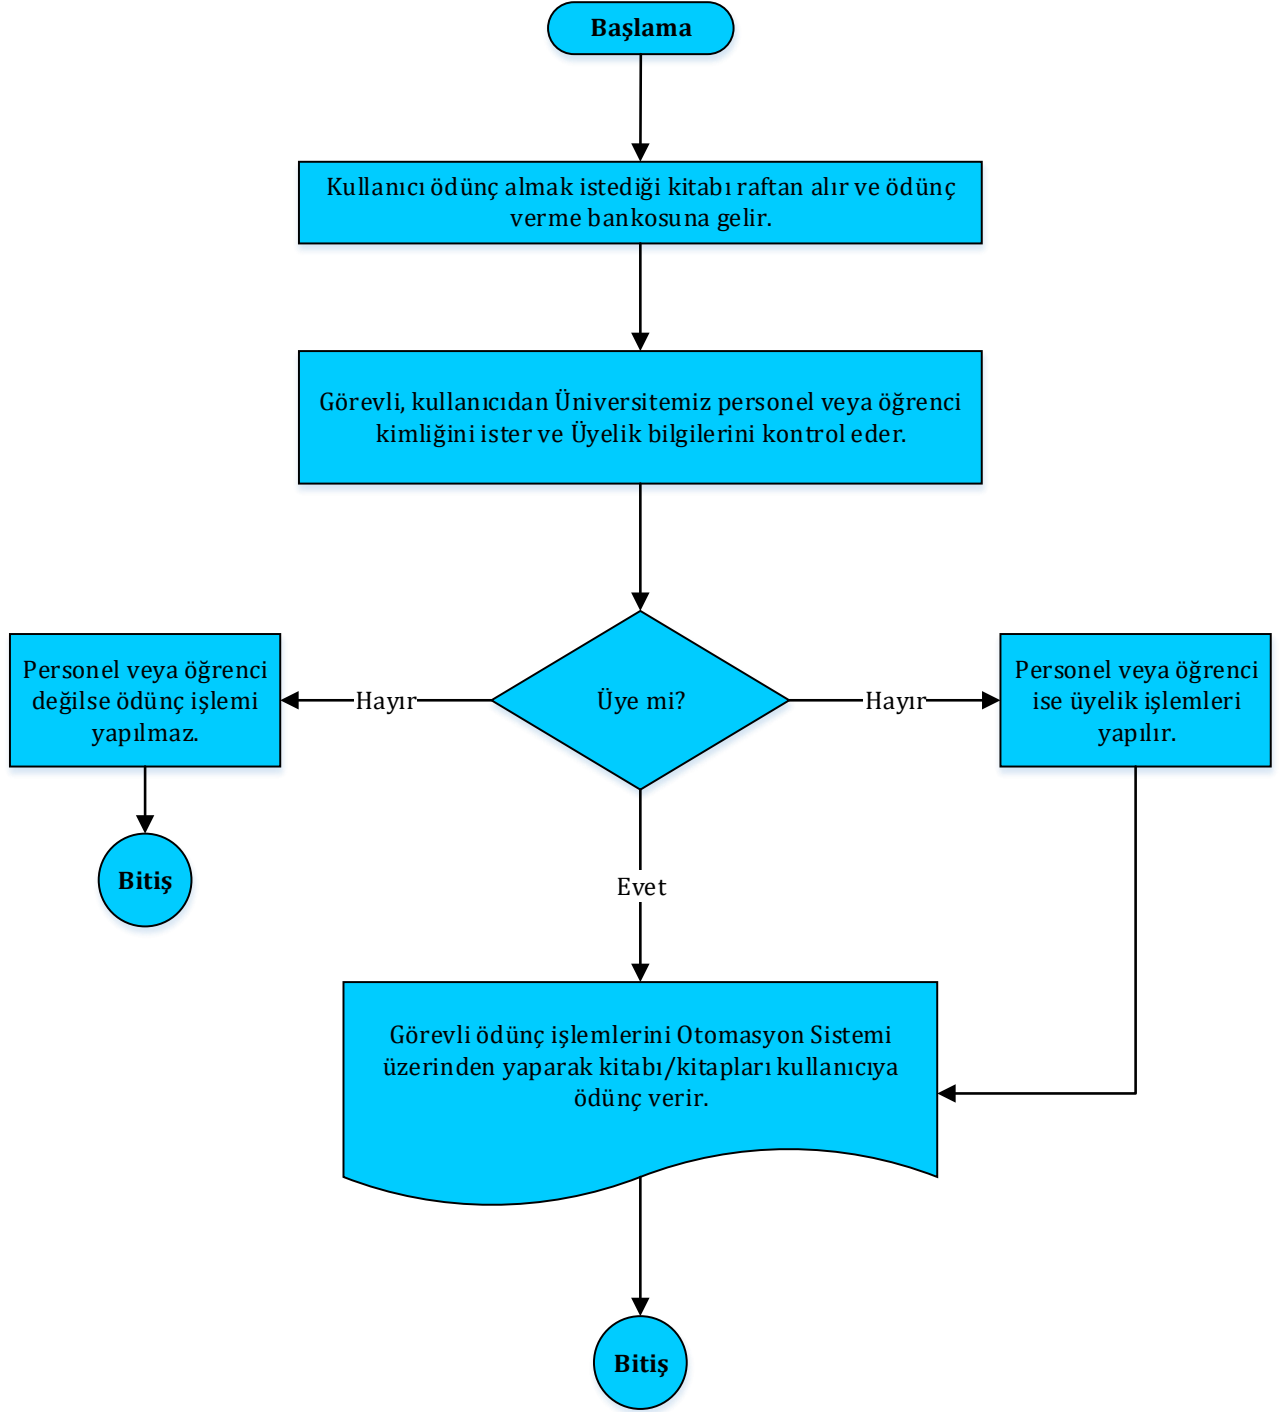 Başlama
Kullanıcı ödünç almak istediği kitabı raftan alır ve ödünç
verme bankosuna gelir.
Görevli, kullanıcıdan Üniversitemiz personel veya öğrenci
kimliğini ister ve Üyelik bilgilerini kontrol eder.
Personel veya öğrenci
değilse ödünç işlemi
yapılmaz.
Hayır
Üye mi?
Hayır
Personel veya öğrenci
ise üyelik işlemleri
yapılır.
Bitiş
Evet
Görevli ödünç işlemlerini Otomasyon Sistemi
üzerinden yaparak kitabı/kitapları kullanıcıya
ödünç verir.
Bitiş